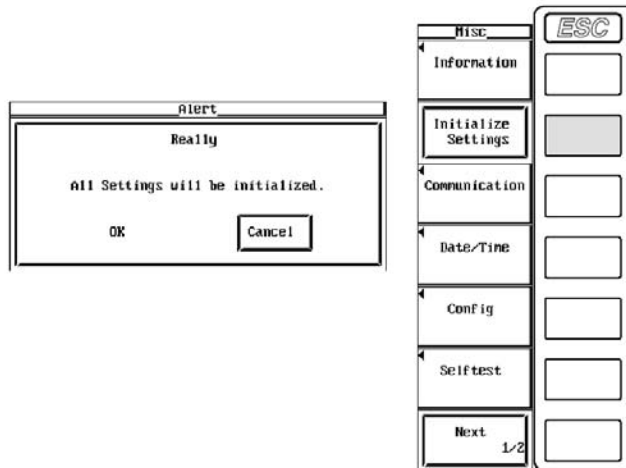 Alert
Really
All Settings will be initialized.
OK
Cancel
Misc
ESC
Information
Initialize
Settings
Communication
Date/Time
Config
Selftest
Next
1/2